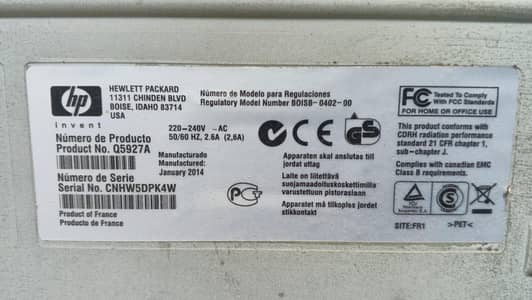 hp
invent
HEWLETT PACKARD
11311 CHINDEN BLVD
BOISE, IDAHO 83714
USA
Número de Modelo para Regulaciones
Regulatory Model Number BOISB-0402-00
Número de Producto
Product No. Q5927A
220-240V ~ AC
50/60 HZ, 2.6A (2,6A)
Manufacturado
Manufactured:
January 2014
Número de Serie
Serial No. CNHW5DPK4W
Product of France
Producto de France
CE
Apparaten skall anslutas till
jordat uttag
Laite on liitettävä
suojamaadoituskoskettimilla
varustettuun pistorasiaan
Apparatet må tilkoples jordet
stikkontakt
FCC Tested To Comply
With FCC Standards
FOR HOME OR OFFICE USE
This product conforms with
CDRH radiation performance
standard 21 CFR chapter 1,
sub-chapter J.
Complies with canadian EMC
Class B requirements.
SITE:FR1
>PET<